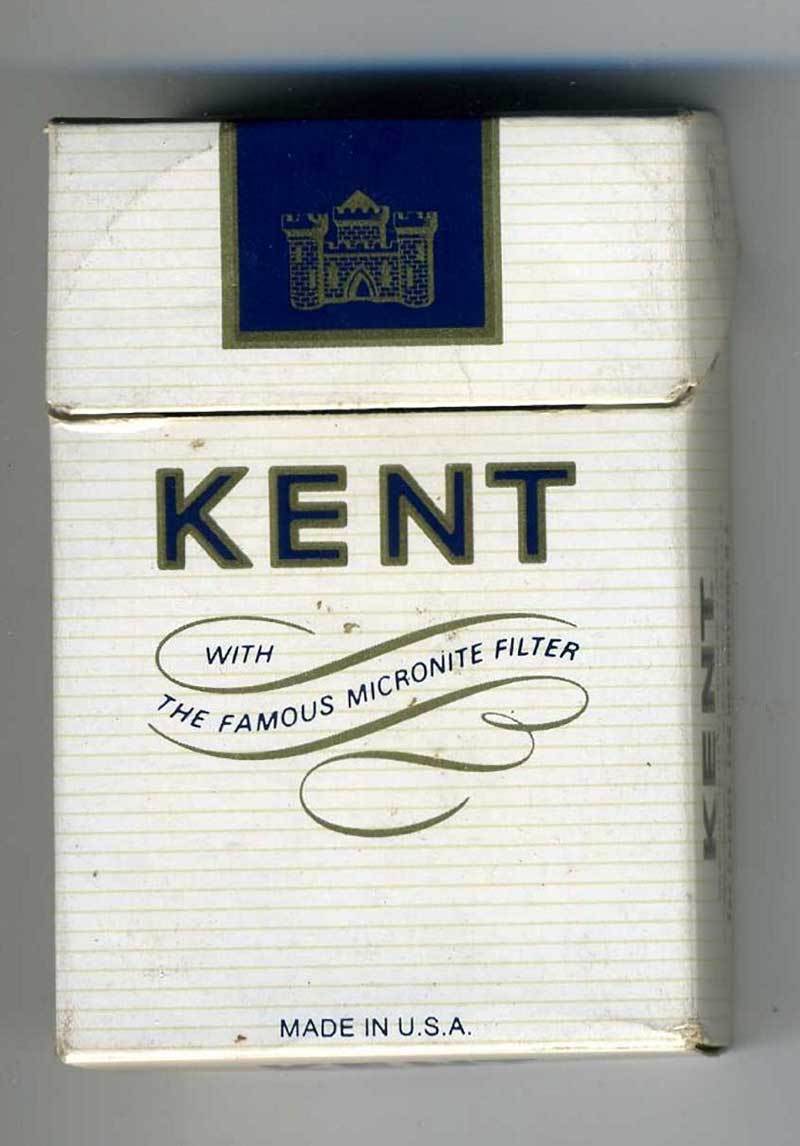 KENT
WITH
THE FAMOUS MICRONITE FILTER
MADE IN U.S.A.
KENT